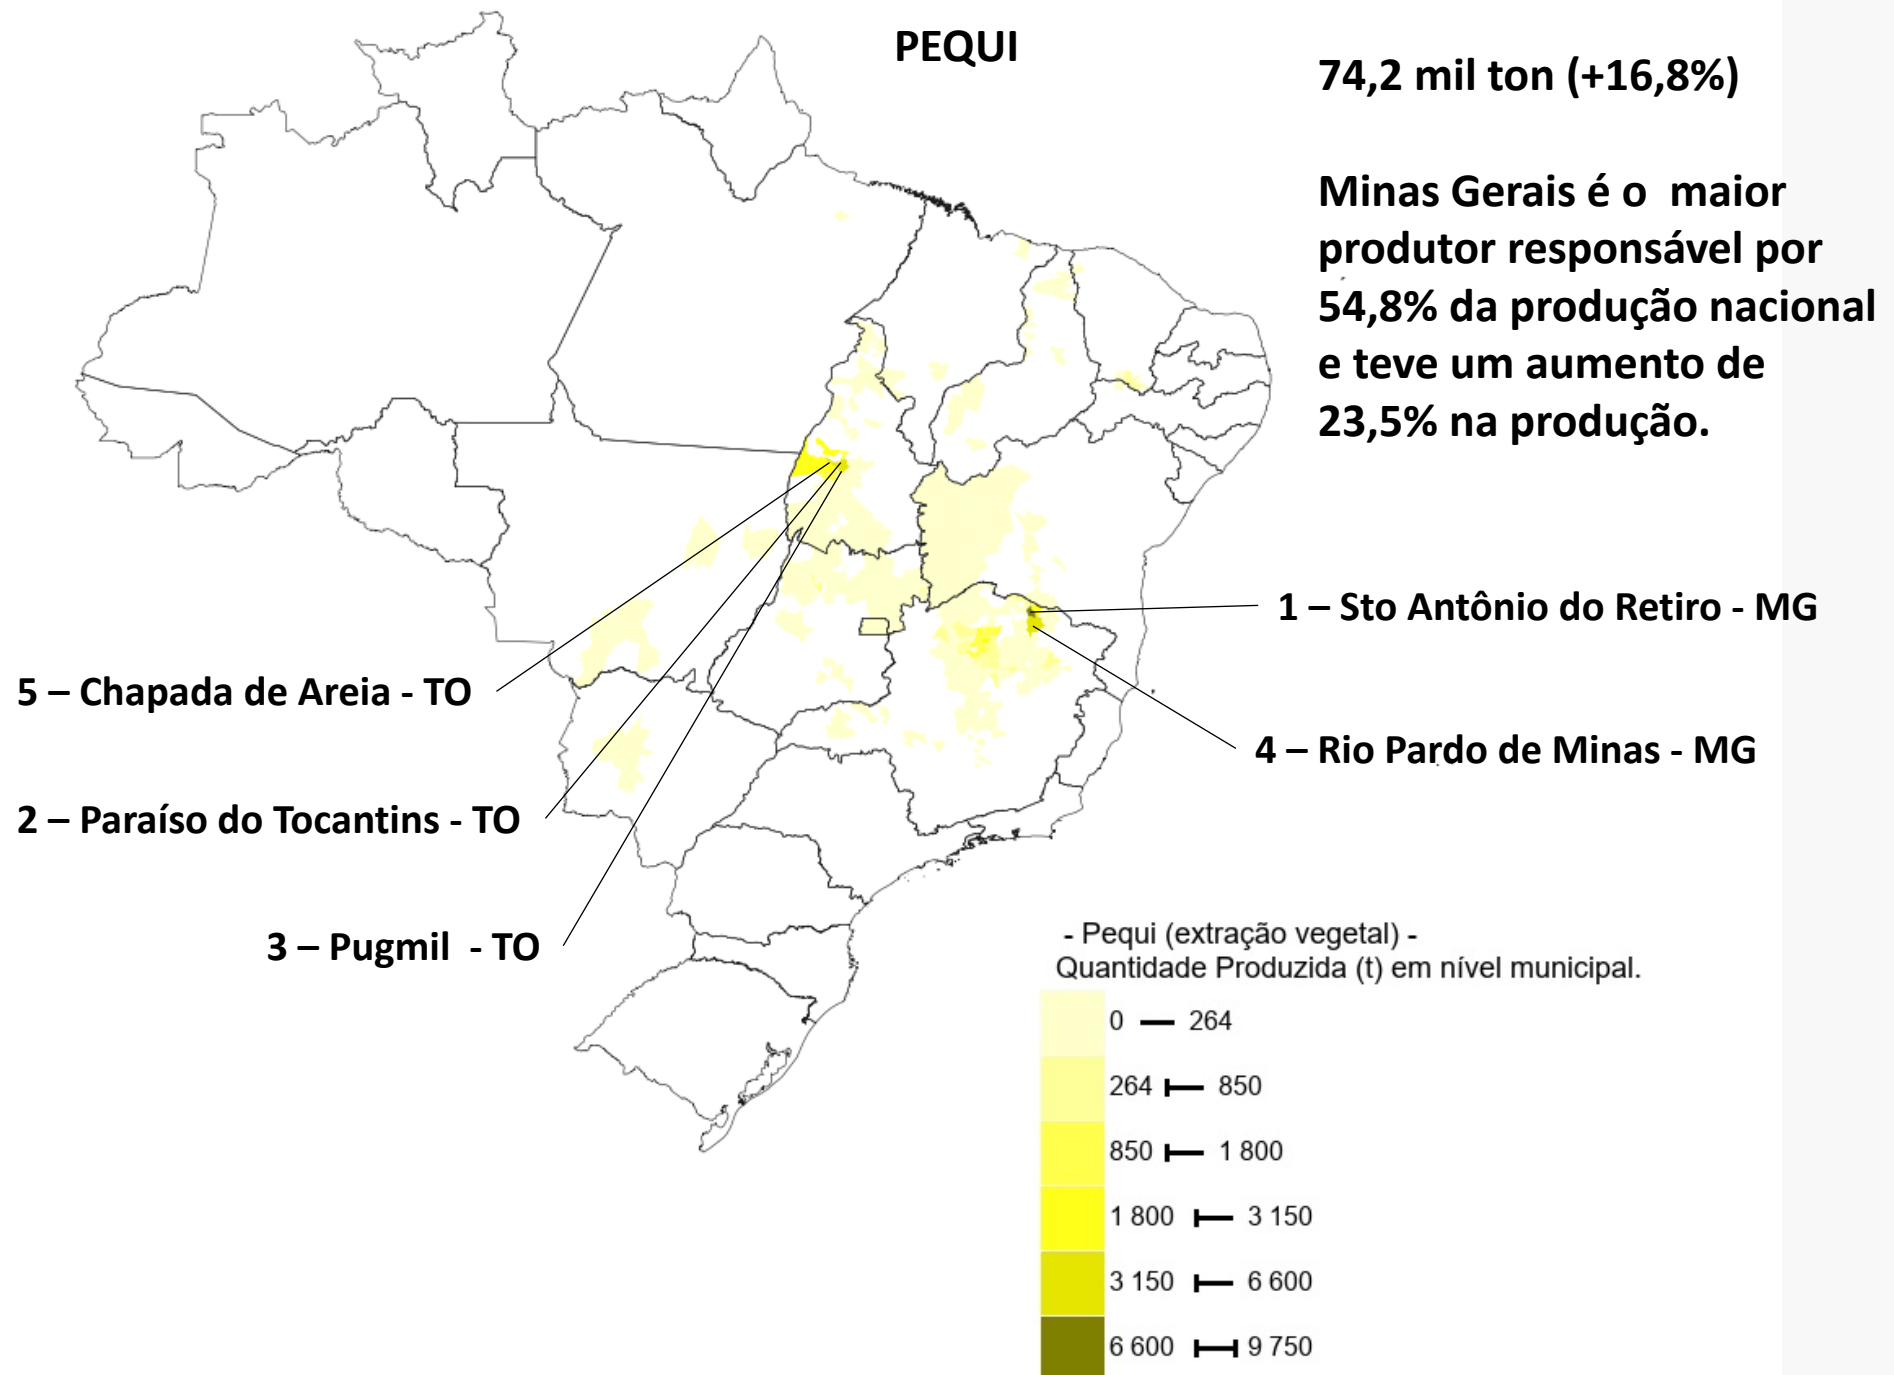 PEQUI
74,2 mil ton (+16,8%)
Minas Gerais é o  maior
produtor responsável por
54,8% da produção nacional
e teve um aumento de
23,5% na produção.
1 – Sto Antônio do Retiro - MG
5 – Chapada de Areia - TO
4 – Rio Pardo de Minas - MG
2 – Paraíso do Tocantins - TO
3 – Pugmil  - TO
- Pequi (extração vegetal) -
Quantidade Produzida (t) em nível municipal.
0 — 264
264 ⊢ 850
850 ⊢ 1 800
1 800 ⊢ 3 150
3 150 ⊢ 6 600
6 600 ⊢⊣ 9 750